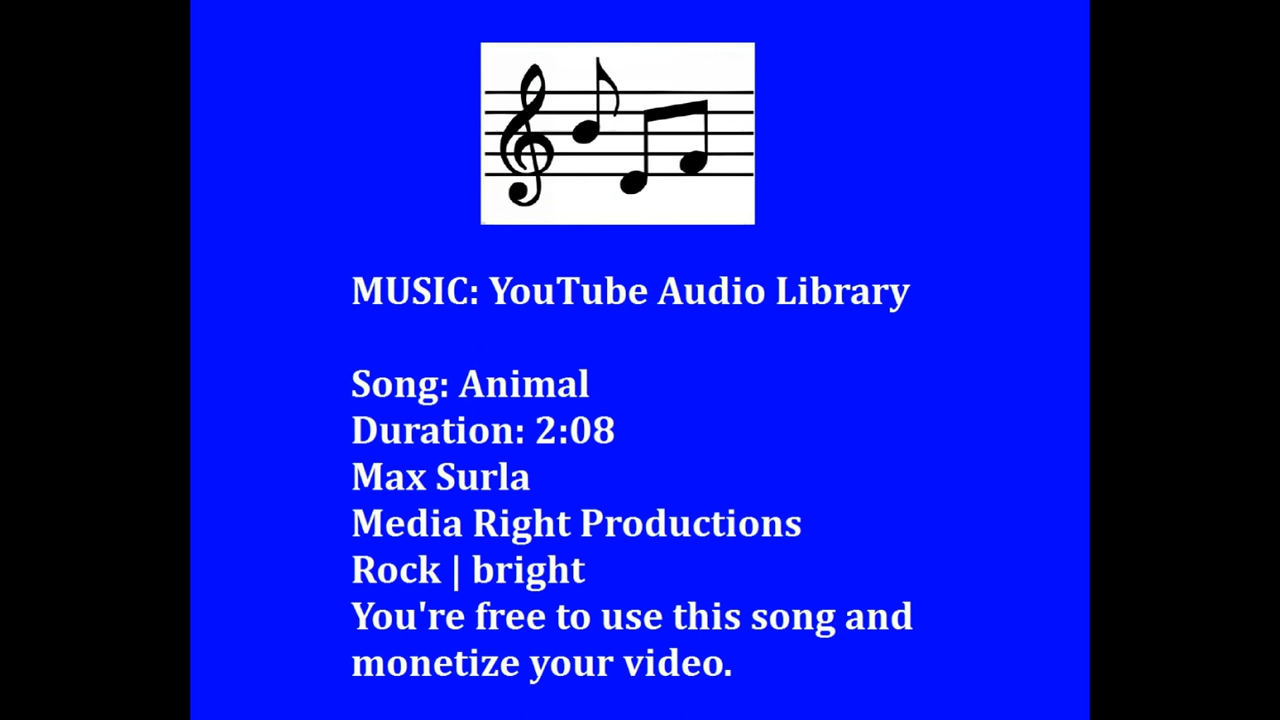 MUSIC: YouTube Audio Library
Song: Animal
Duration: 2:08
Max Surla
Media Right Productions
Rock | bright
You're free to use this song and
monetize your video.